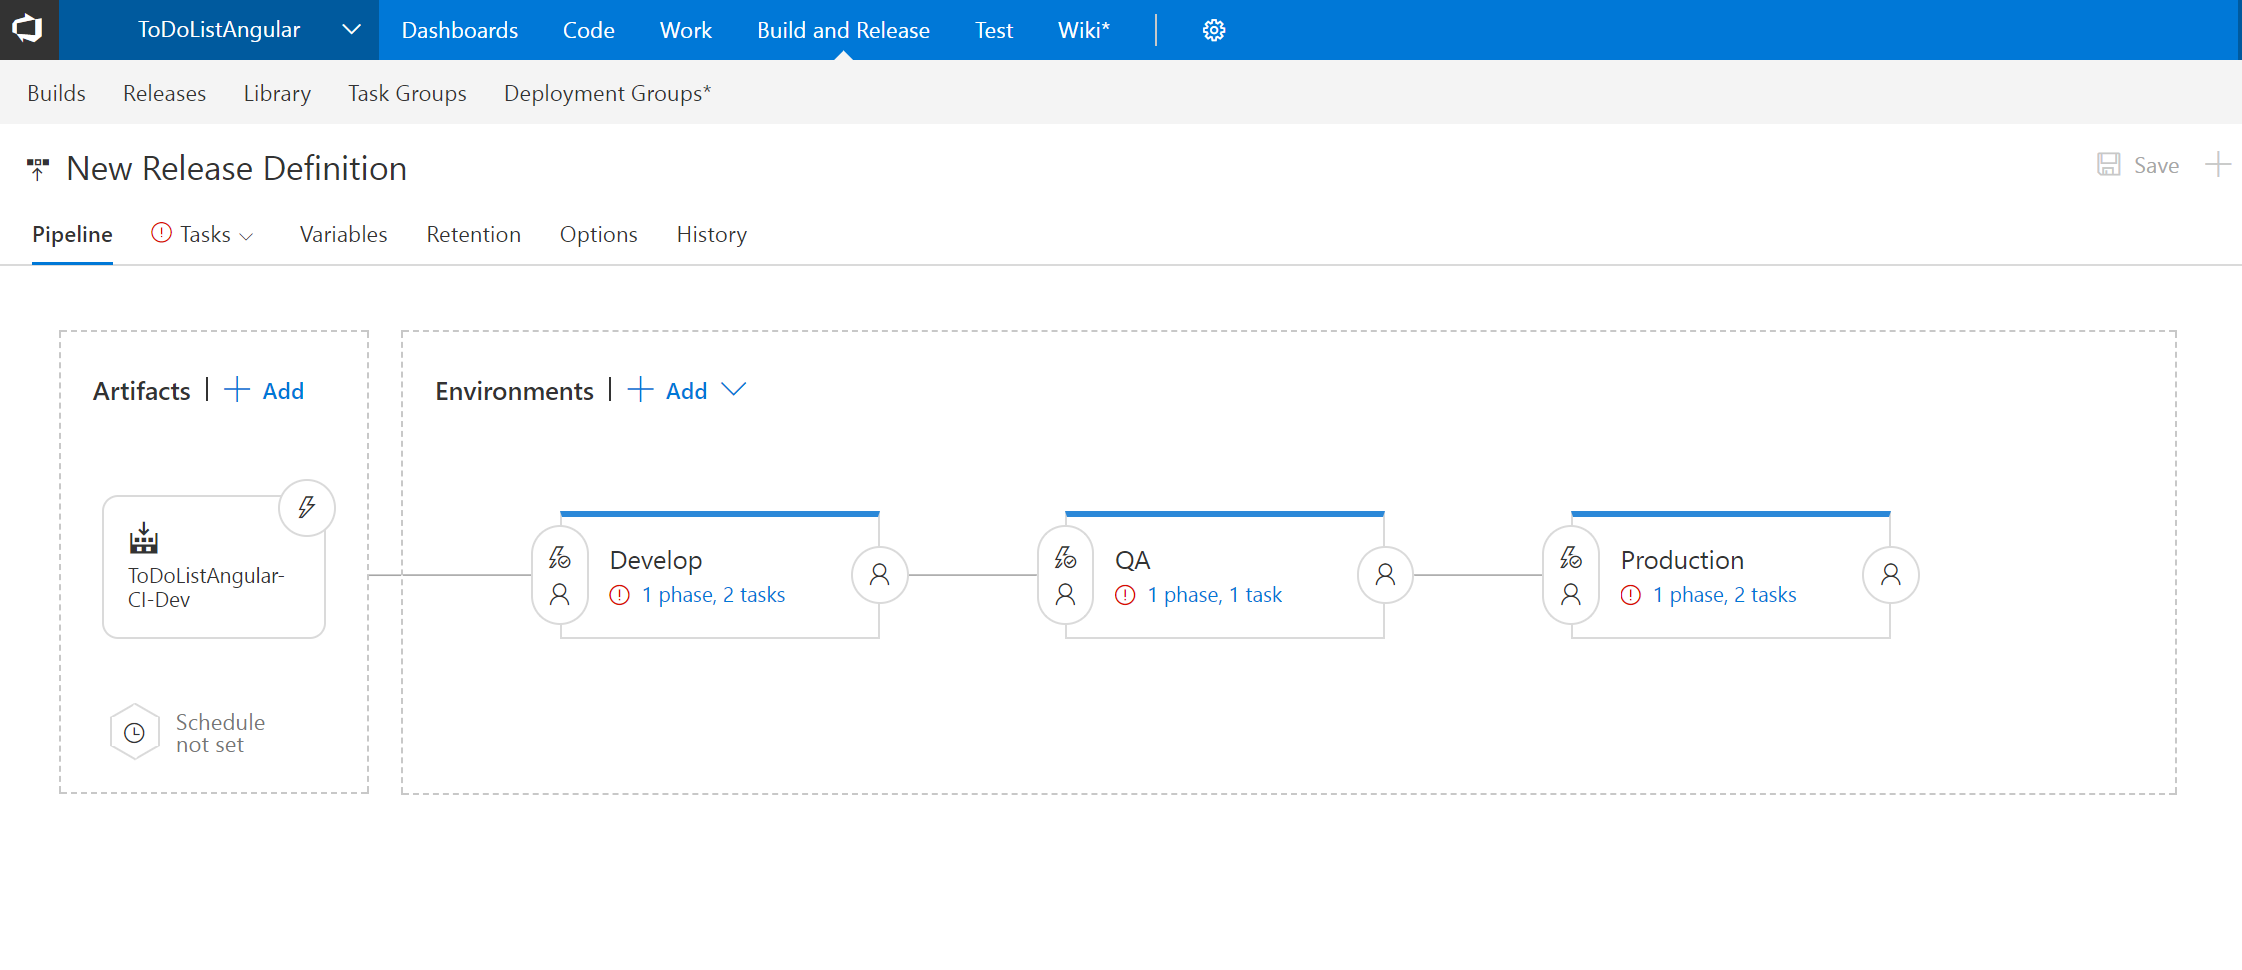 ToDoListAngular
Dashboards Code Work Build and Release Test Wiki*
Builds Releases Library Task Groups Deployment Groups*
New Release Definition
Save
Pipeline Tasks Variables Retention Options History
Artifacts | Add
Environments | Add
ToDoListAngular-
CI-Dev
Schedule
not set
Develop
1 phase, 2 tasks
QA
1 phase, 1 task
Production
1 phase, 2 tasks